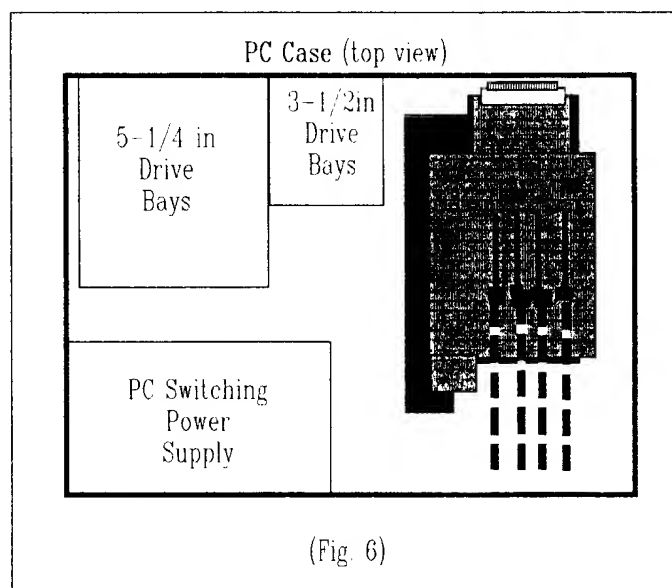 PC Case (top view)
5-1/4 in
Drive
Bays
3-1/2in
Drive
Bays
PC Switching
Power
Supply
(Fig. 6)